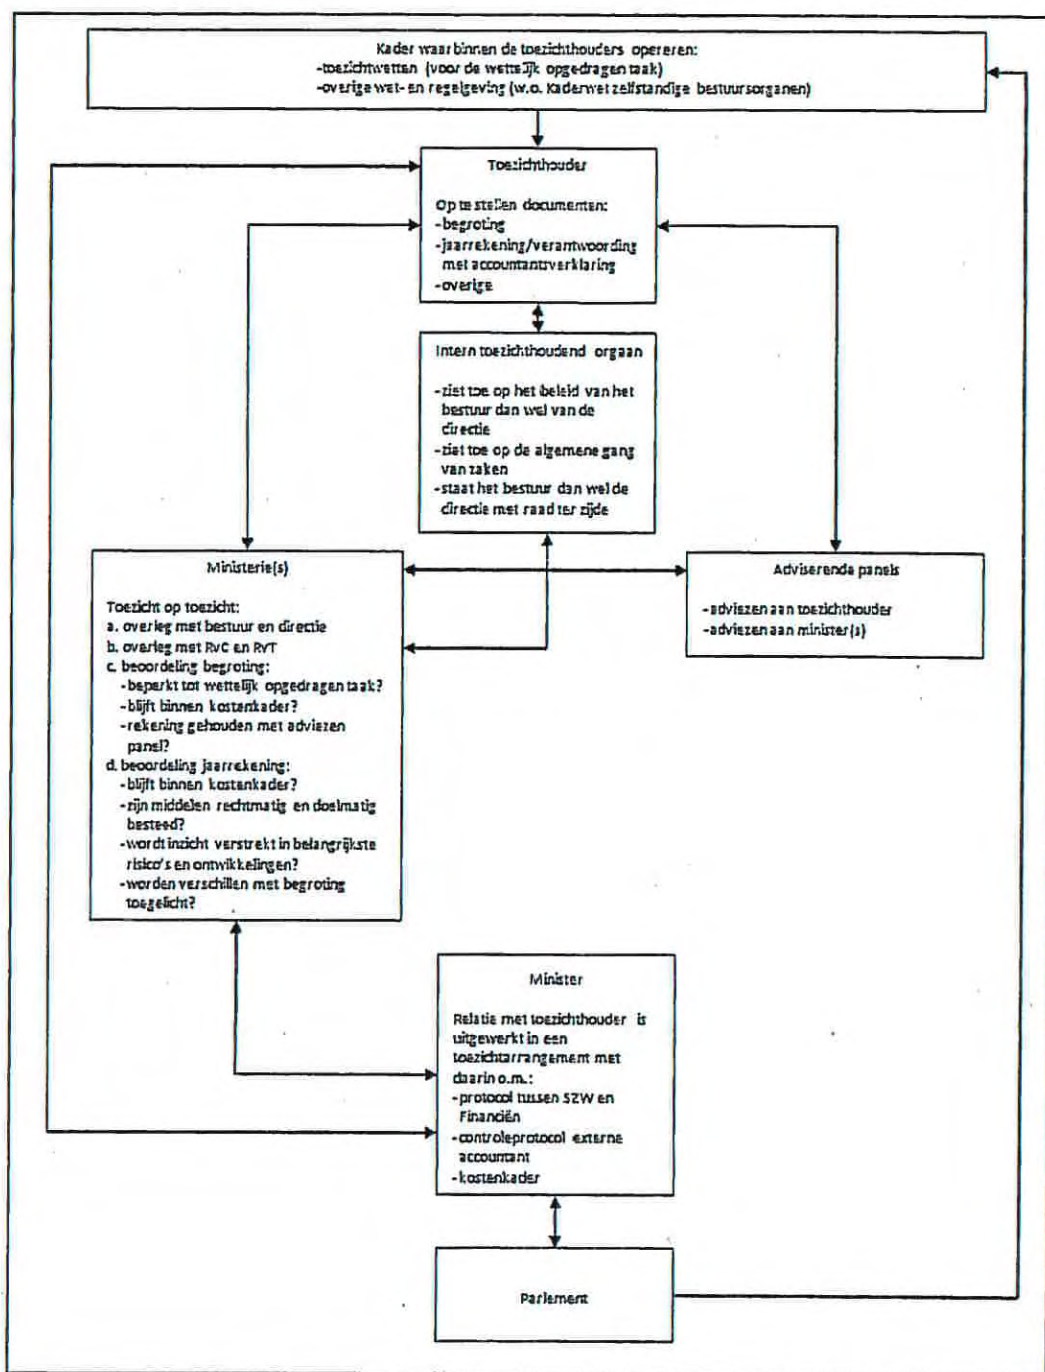 Kader waarbinnen de toezichthouders opereren:
-toezichtwetten (voor de wettelijk opgedragen taak)
-overige wet- en regelgeving (w.o. Kaderwet zelfstandige bestuursorganen)
Toezichthouder
Op te stellen documenten:
-begroting
-jaarrekening/verantwoording
met accountantsverklaring
-overige
Intern toezichthoudend orgaan
-ziet toe op het beleid van het
bestuur dan wel van de
directie
-ziet toe op de algemene gang
van zaken
-staat het bestuur dan wel de
directie met raad ter zijde
Ministerie(s)
Toezicht op toezicht:
a. overleg met bestuur en directie
b. overleg met RvC en RvT
c. beoordeling begroting:
-beperkt tot wettelijk opgedragen taak?
-blijft binnen kostenkader?
-rekening gehouden met adviezen
panel?
d. beoordeling jaarrekening:
-blijft binnen kostenkader?
-zijn middelen rechtmatig en doelmatig
besteed?
-wordt inzicht verstrekt in belangrijkste
risico's en ontwikkelingen?
-worden verschillen met begroting
toegelicht?
Adviserende panels
-adviezen aan toezichthouder
-adviezen aan minister(s)
Minister
Relatie met toezichthouder is
uitgewerkt in een
toezichtarrangement met
daarin o.m.:
-protocol tussen SZW en
Financiën
-controleprotocol externe
accountant
-kostenkader
Parlement